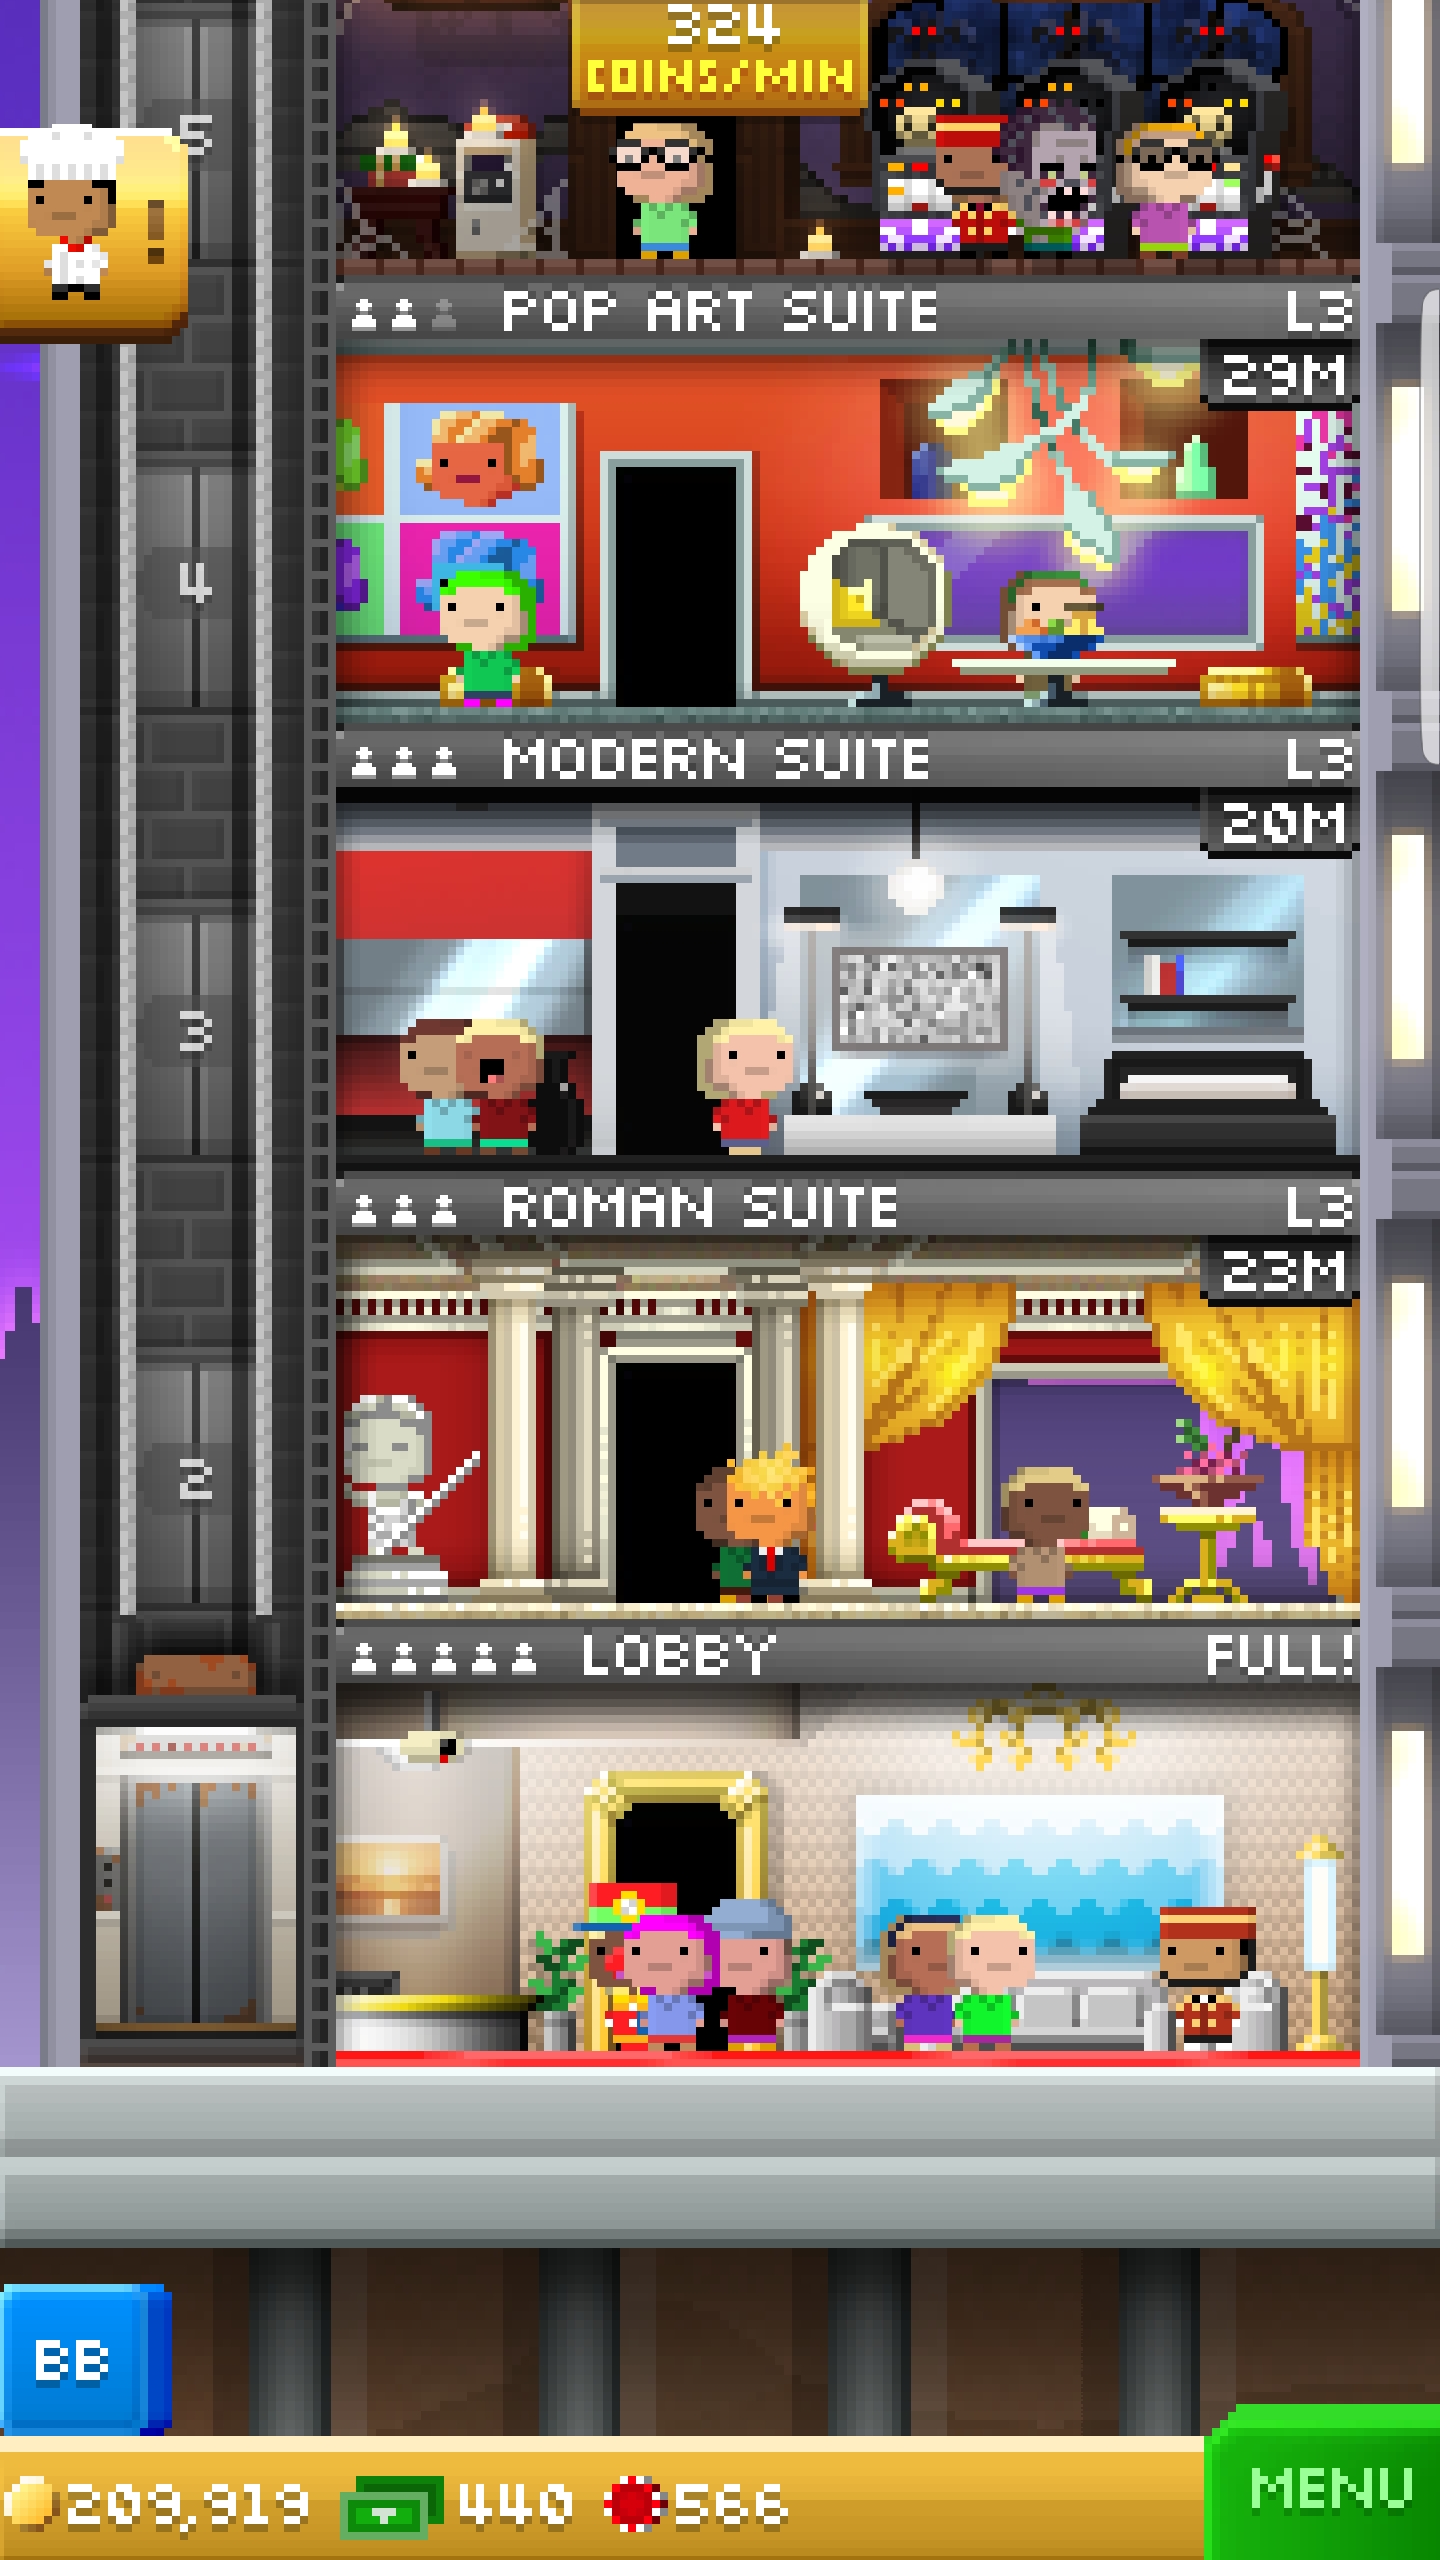 324
COINS/MIN
5
!
POP ART SUITE L3
29M
4
MODERN SUITE L3
20M
3
ROMAN SUITE L3
23M
2
LOBBY FULL!
BB
209,919 440 566
MENU